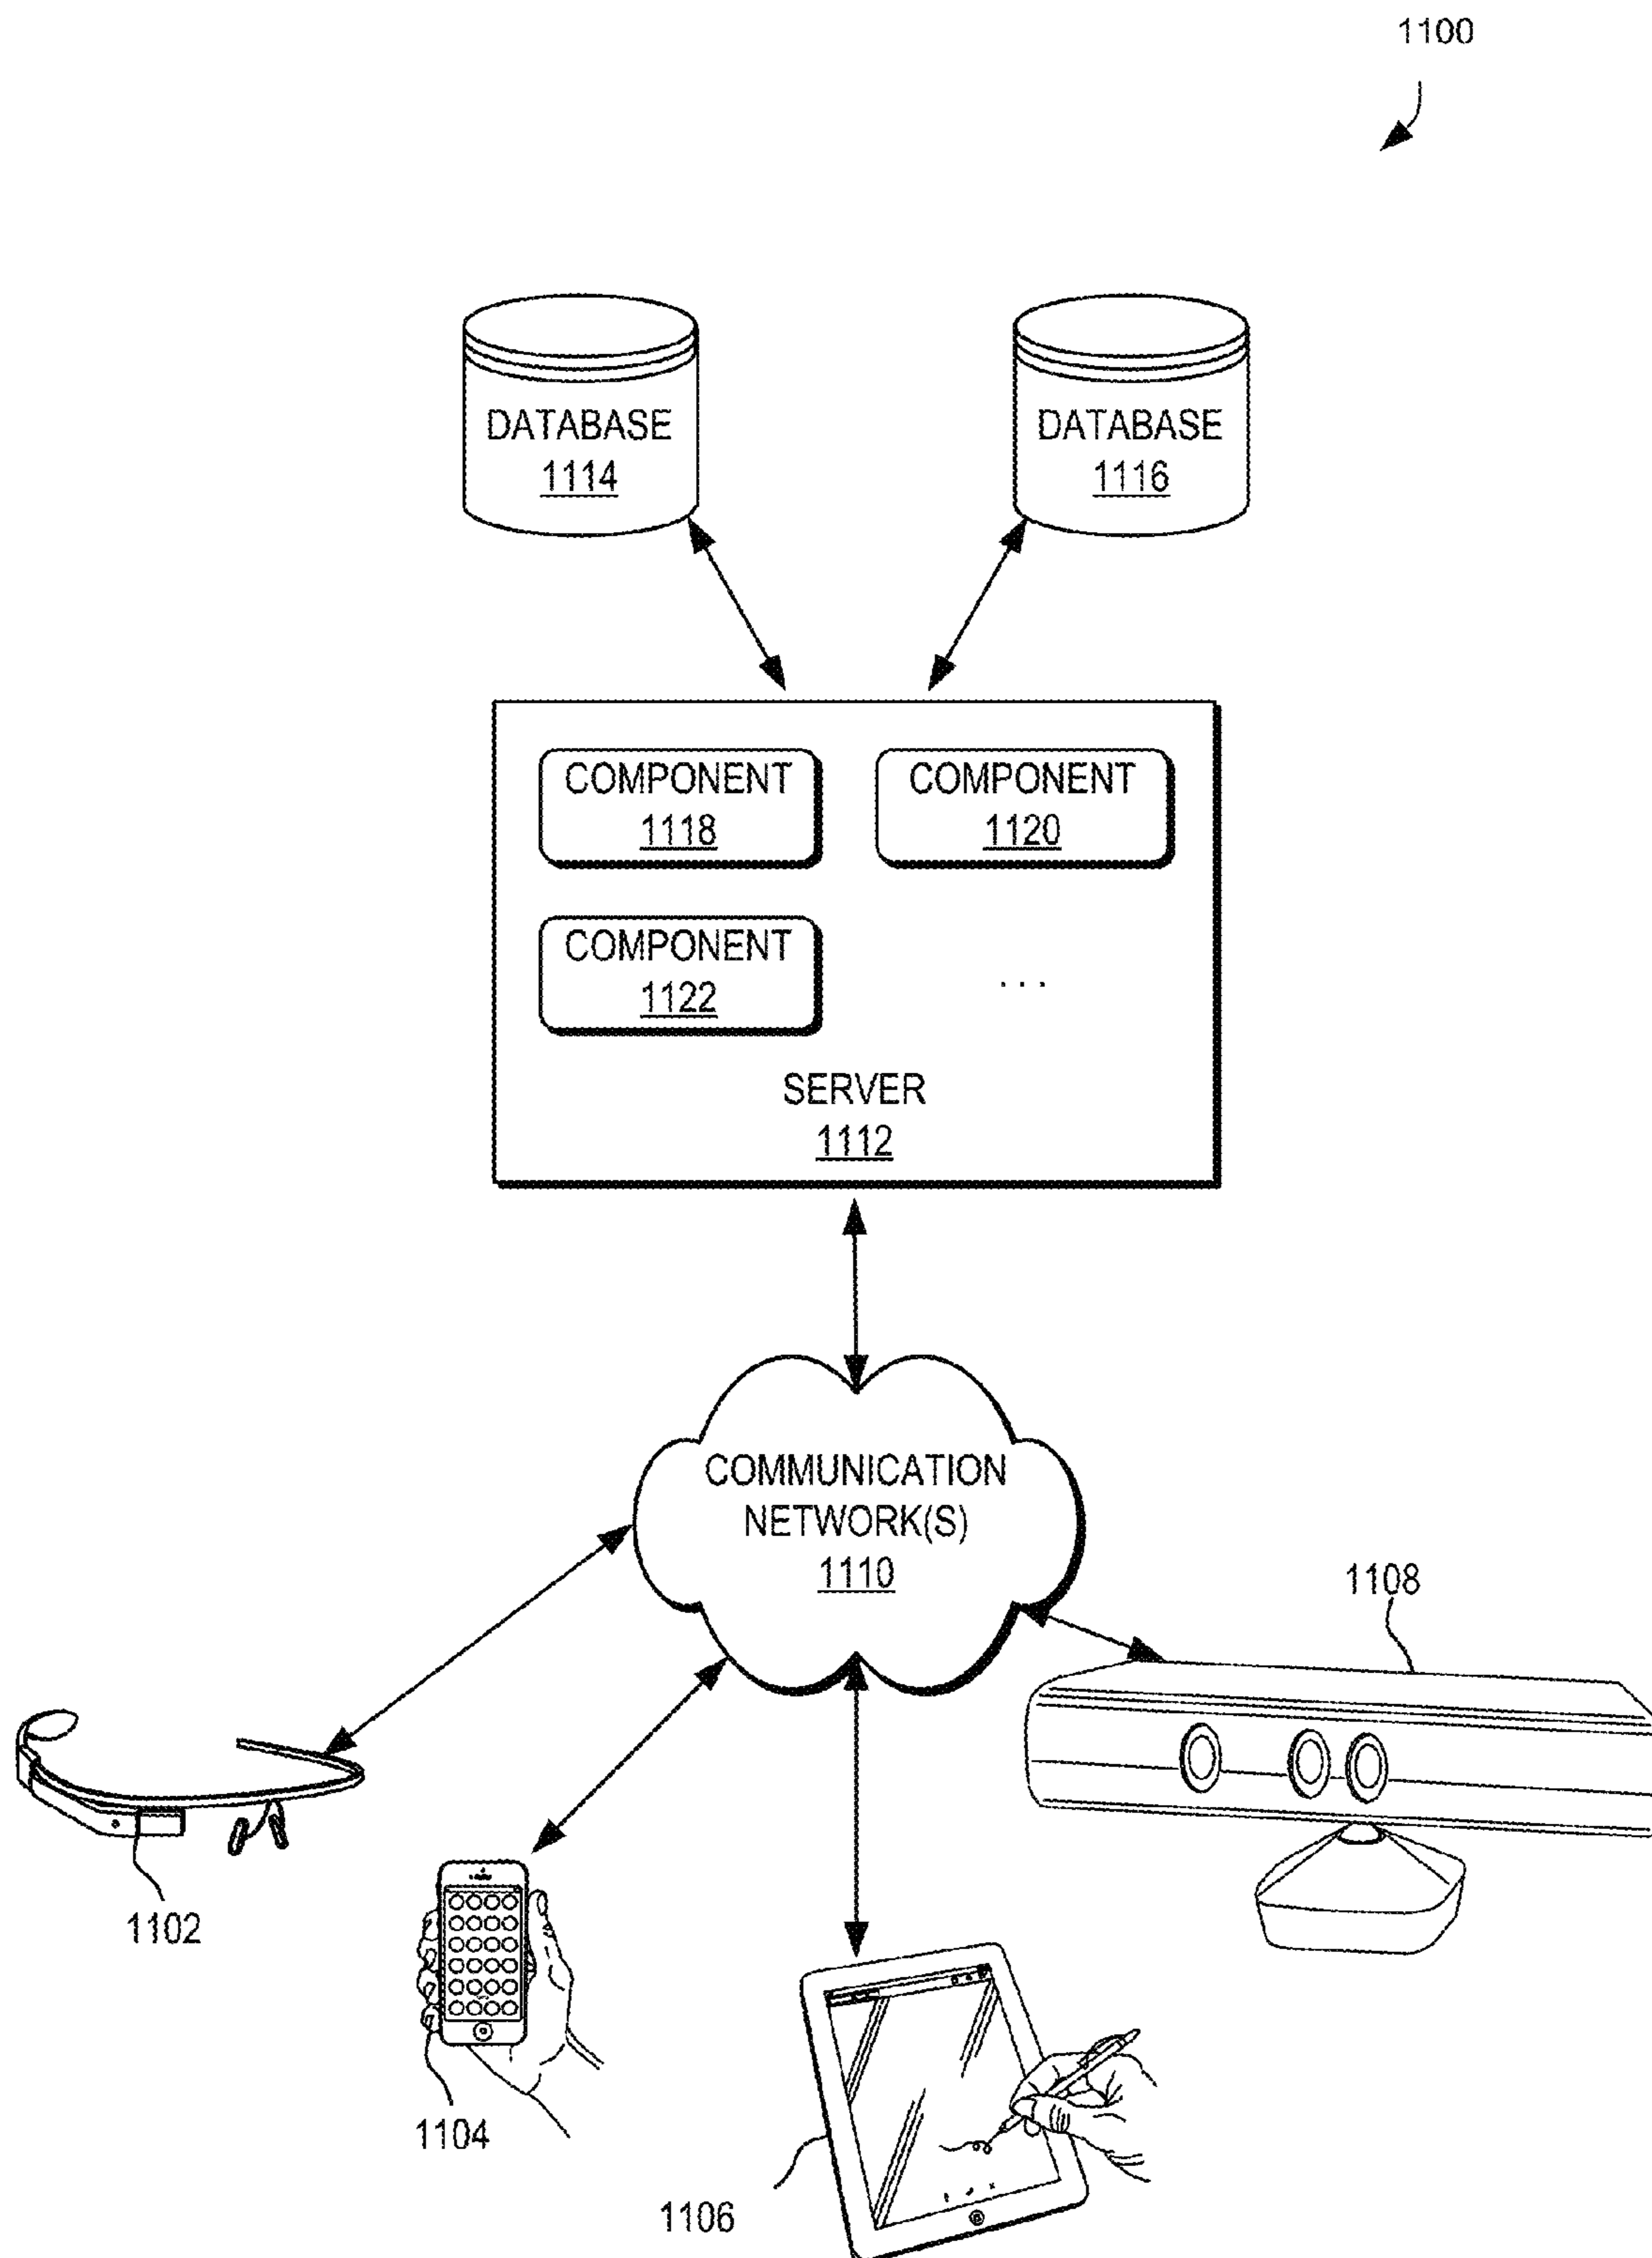 1100
DATABASE
1114
DATABASE
1116
COMPONENT
1118
COMPONENT
1120
COMPONENT
1122
. . .
SERVER
1112
COMMUNICATION
NETWORK(S)
1110
1108
1102
1104
1106